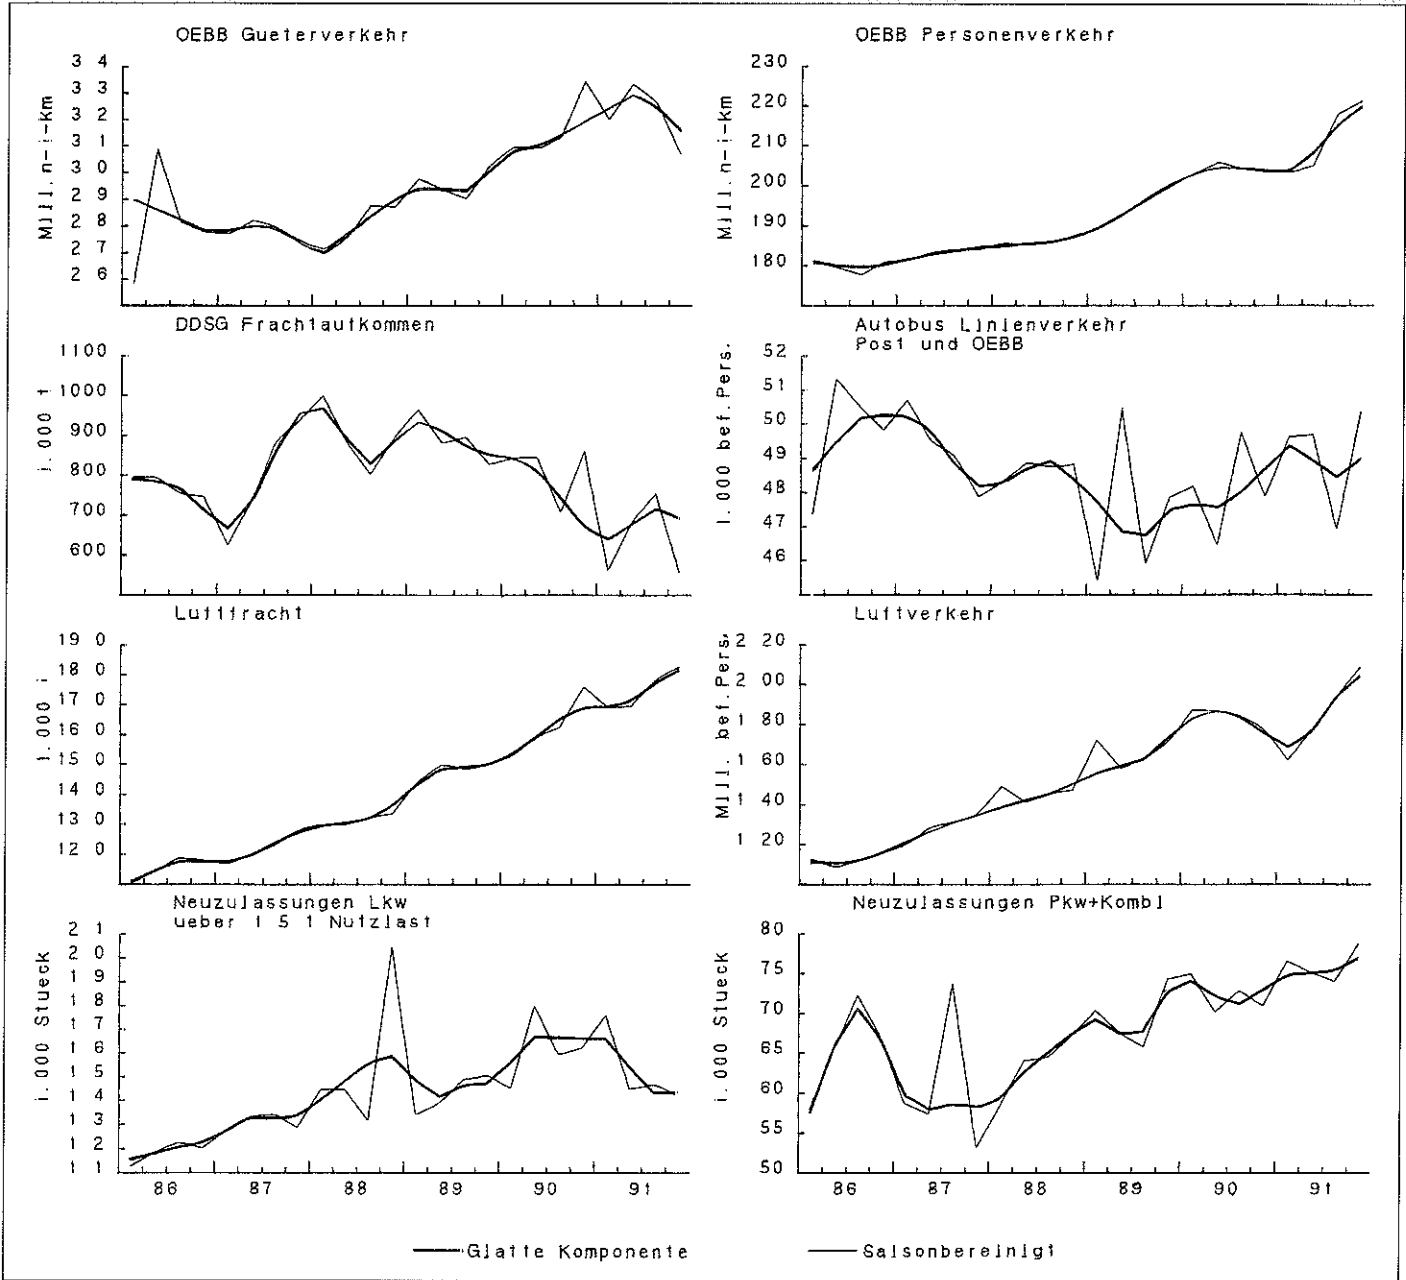 OEBB Gueterverkehr
Mill.n-t-km
3 4
3 3
3 2
3 1
3 0
2 9
2 8
2 7
2 6
OEBB Personenverkehr
Mill.n-t-km
230
220
210
200
190
180
DDSG Frachtaufkommen
1.000 t
1100
1000
900
800
700
600
Autobus Linienverkehr
Post und OEBB
1.000 bef.Pers.
52
51
50
49
48
47
46
Luftfracht
1.000 t
19 0
18 0
17 0
16 0
15 0
14 0
13 0
12 0
Luftverkehr
Mill. bef.Pers.
2 20
2 00
1 80
1 60
1 40
1 20
Neuzulassungen Lkw
ueber 1 5 t Nutzlast
1.000 Stueck
2 1
2 0
1 9
1 8
1 7
1 6
1 5
1 4
1 3
1 2
1 1
86 87 88 89 90 91
Neuzulassungen Pkw+Kombi
1.000 Stueck
80
75
70
65
60
55
50
86 87 88 89 90 91
Glatte Komponente
Saisonbereinigt